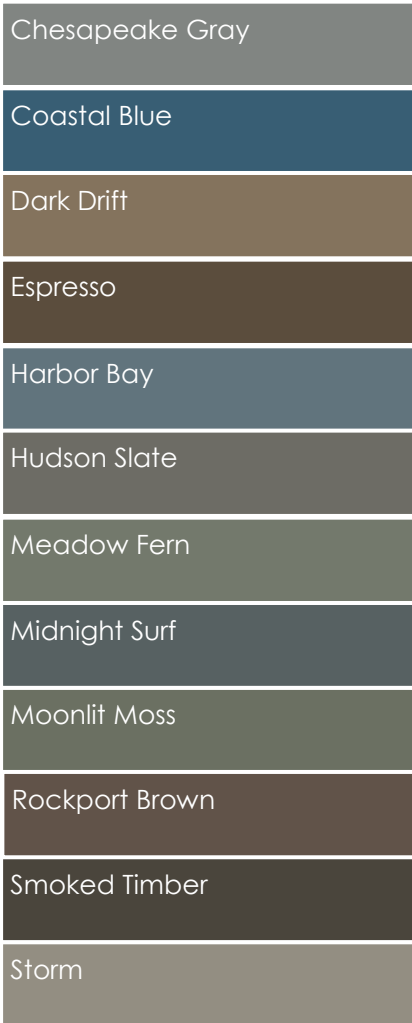 Chesapeake Gray
Coastal Blue
Dark Drift
Espresso
Harbor Bay
Hudson Slate
Meadow Fern
Midnight Surf
Moonlit Moss
Rockport Brown
Smoked Timber
Storm